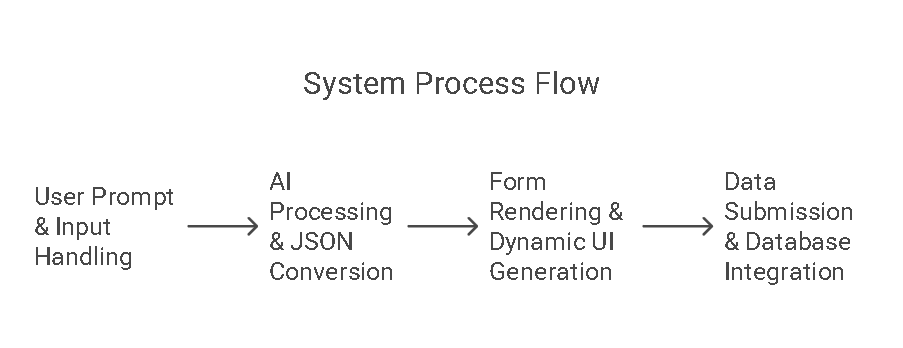 System Process Flow
User Prompt
& Input
Handling
AI
Processing
& JSON
Conversion
Form
Rendering &
Dynamic UI
Generation
Data
Submission
& Database
Integration